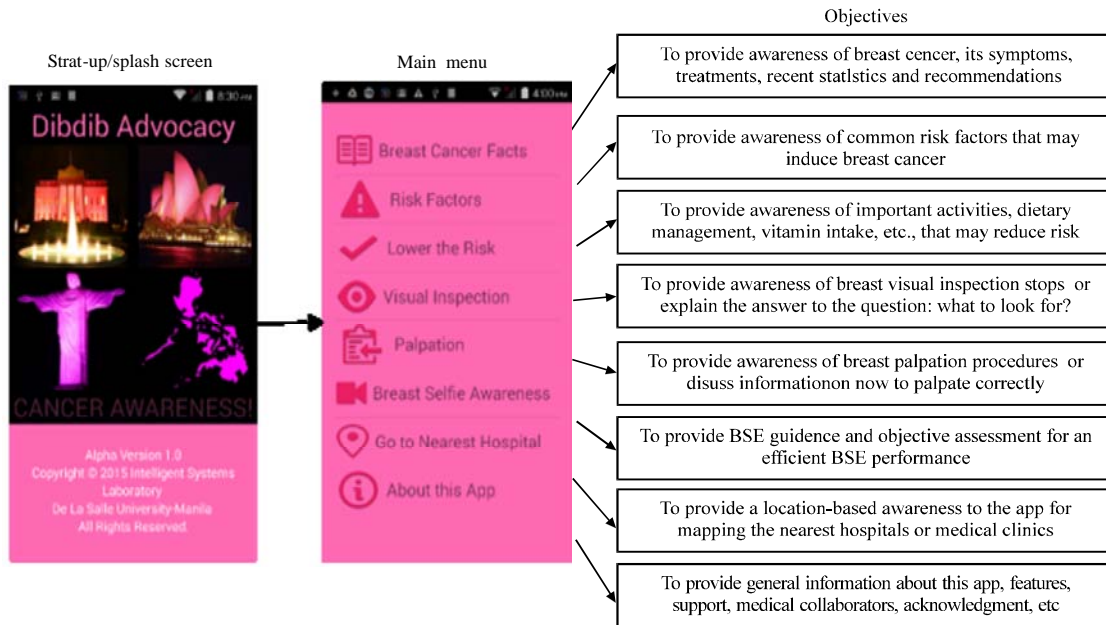 Strat-up/splash screen
8:30PM
Dibdib Advocacy
CANCER AWARENESS!
Alpha Version 1.0
Copyright © 2015 Intelligent Systems
Laboratory
De La Salle University-Manila
All Rights Reserved
Main menu
4:00PM
Breast Cancer Facts
Risk Factors
Lower the Risk
Visual Inspection
Palpation
Breast Selfie Awareness
Go to Nearest Hospital
About this App
Objectives
To provide awareness of breast cencer, its symptoms,
treatments, recent statlstics and recommendations
To provide awareness of common risk factors that may
induce breast cancer
To provide awareness of important activities, dietary
management, vitamin intake, etc., that may reduce risk
To provide awareness of breast visual inspection stops or
explain the answer to the question: what to look for?
To provide awareness of breast palpation procedures or
disuss informationon now to palpate correctly
To provide BSE guidence and objective assessment for an
efficient BSE performance
To provide a location-based awareness to the app for
mapping the nearest hospitals or medical clinics
To provide general information about this app, features,
support, medical collaborators, acknowledgment, etc